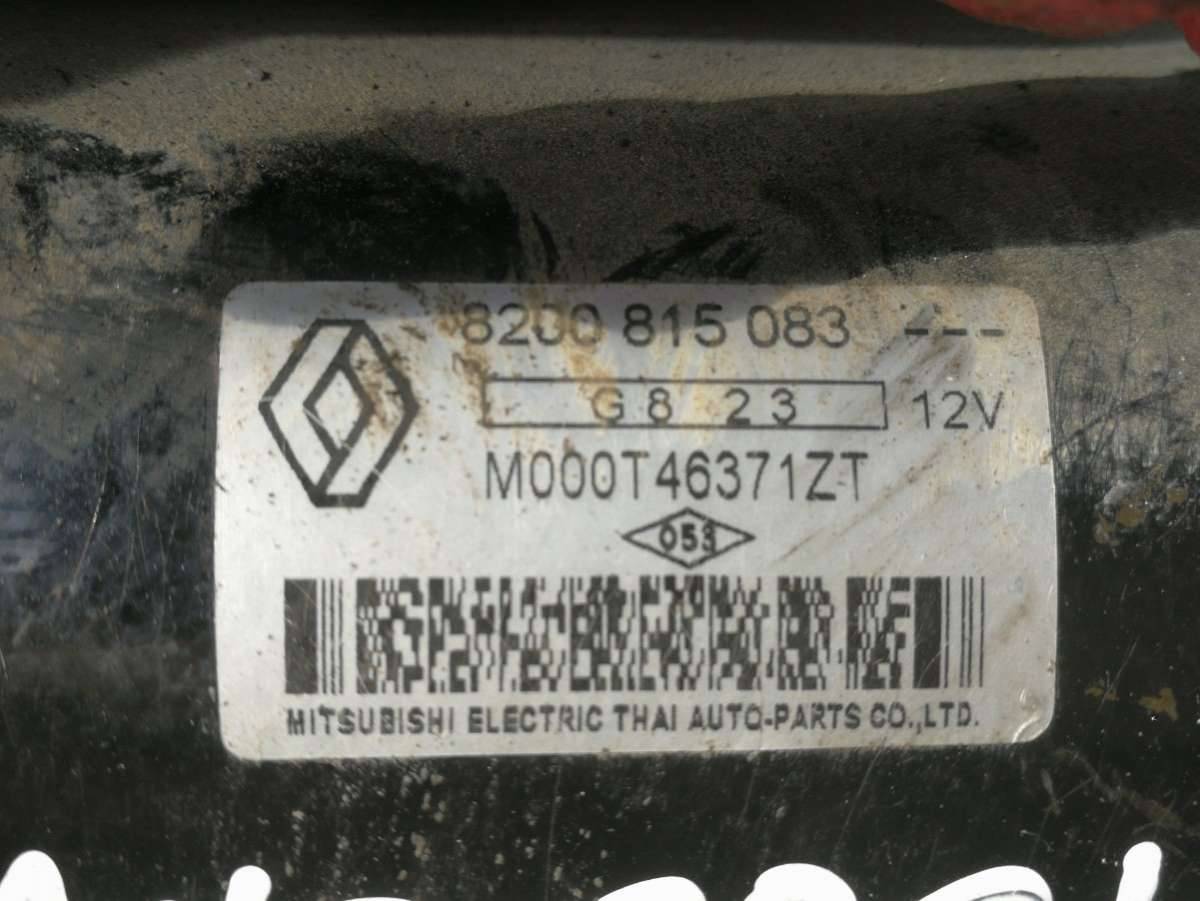 8200 815 083 ---
G8 23 12V
M000T46371ZT
053
MITSUBISHI ELECTRIC THAI AUTO-PARTS CO.,LTD.